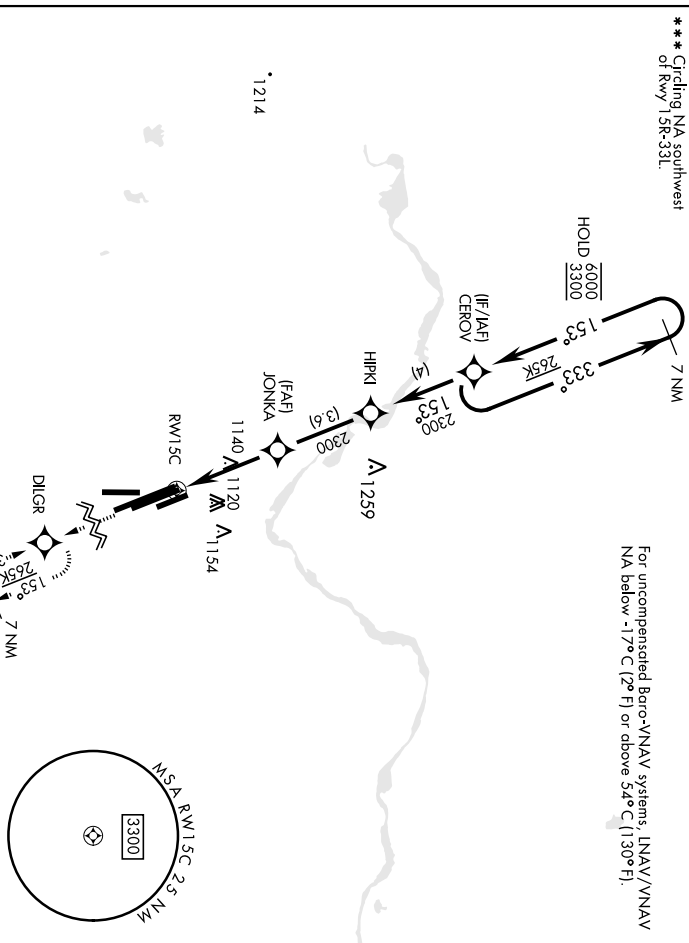 *** Circling NA southwest
of Rwy 15R-33L.
For uncompensated Baro-VNAV systems, LNAV/VNAV
NA below -17°C (2°F) or above 54°C (130°F).
7 NM
HOLD 6000
3300
153°
333°
265K
(IF/IAF)
CEROV
1214
(4)
153°
2300
HIPKI
1259
(3.6)
2300
(FAF)
JONKA
1140
1120
1154
RW15C
DILGR
153°
265K
7 NM
MSA RW15C 25 NM
3300